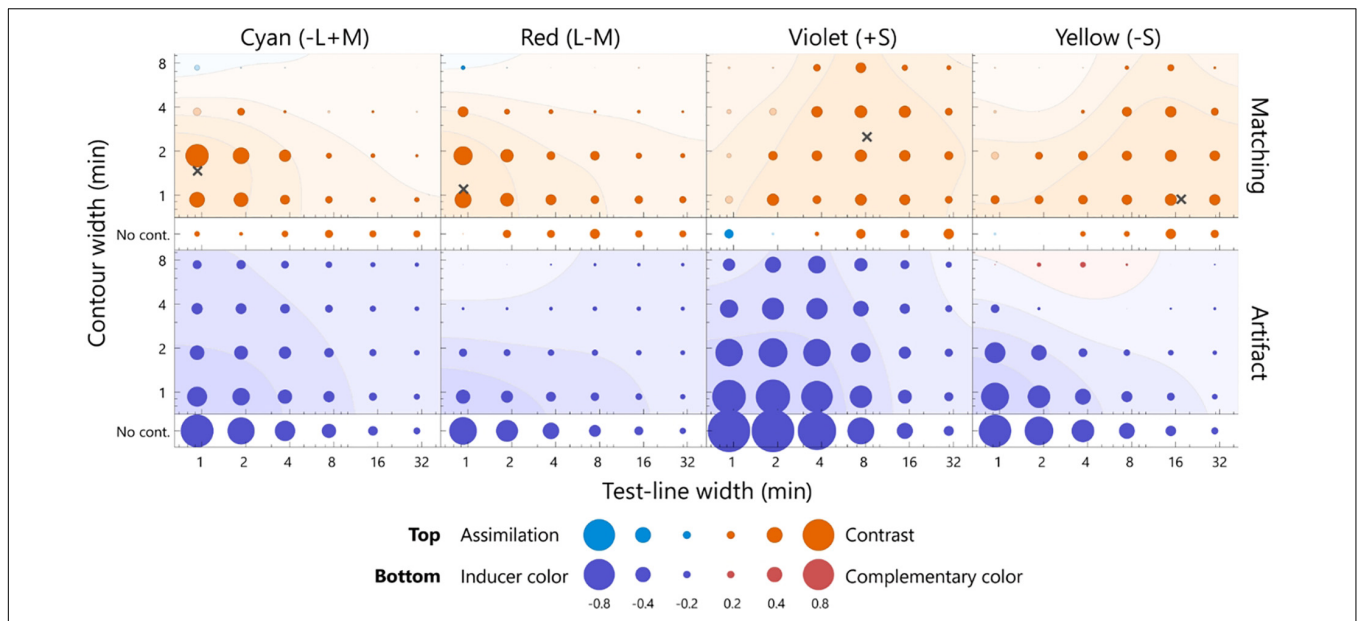 Cyan (-L+M) Red (L-M) Violet (+S) Yellow (-S)
8
4
2
1
No cont.
Contour width (min)
Matching
8
4
2
1
No cont.
Artifact
1 2 4 8 16 32 1 2 4 8 16 32 1 2 4 8 16 32 1 2 4 8 16 32
Test-line width (min)
Top Assimilation Contrast
Bottom Inducer color Complementary color
-0.8 -0.4 -0.2 0.2 0.4 0.8